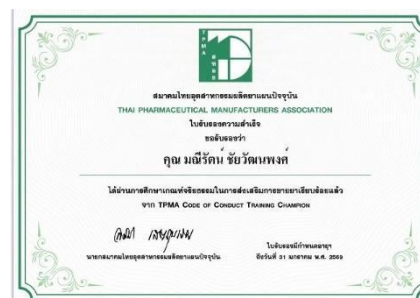 TPMA
สมาคมไทยอุตสาหกรรมผลิตยาแผนปัจจุบัน
THAI PHARMACEUTICAL MANUFACTURERS ASSOCIATION
ใบรับรองความสำเร็จ
ขอรับรองว่า
คุณ มณีรัตน์ ชัยวัฒนพงศ์
ได้ผ่านการศึกษาเกณฑ์จริยธรรมในการส่งเสริมการขายยาเรียบร้อยแล้ว
จาก TPMA CODE OF CONDUCT TRAINING CHAMPION
นายกสมาคมไทยอุตสาหกรรมผลิตยาแผนปัจจุบัน
ใบรับรองมีกำหนดอายุฯ
ถึงวันที่ 31 มกราคม พ.ศ. 2569